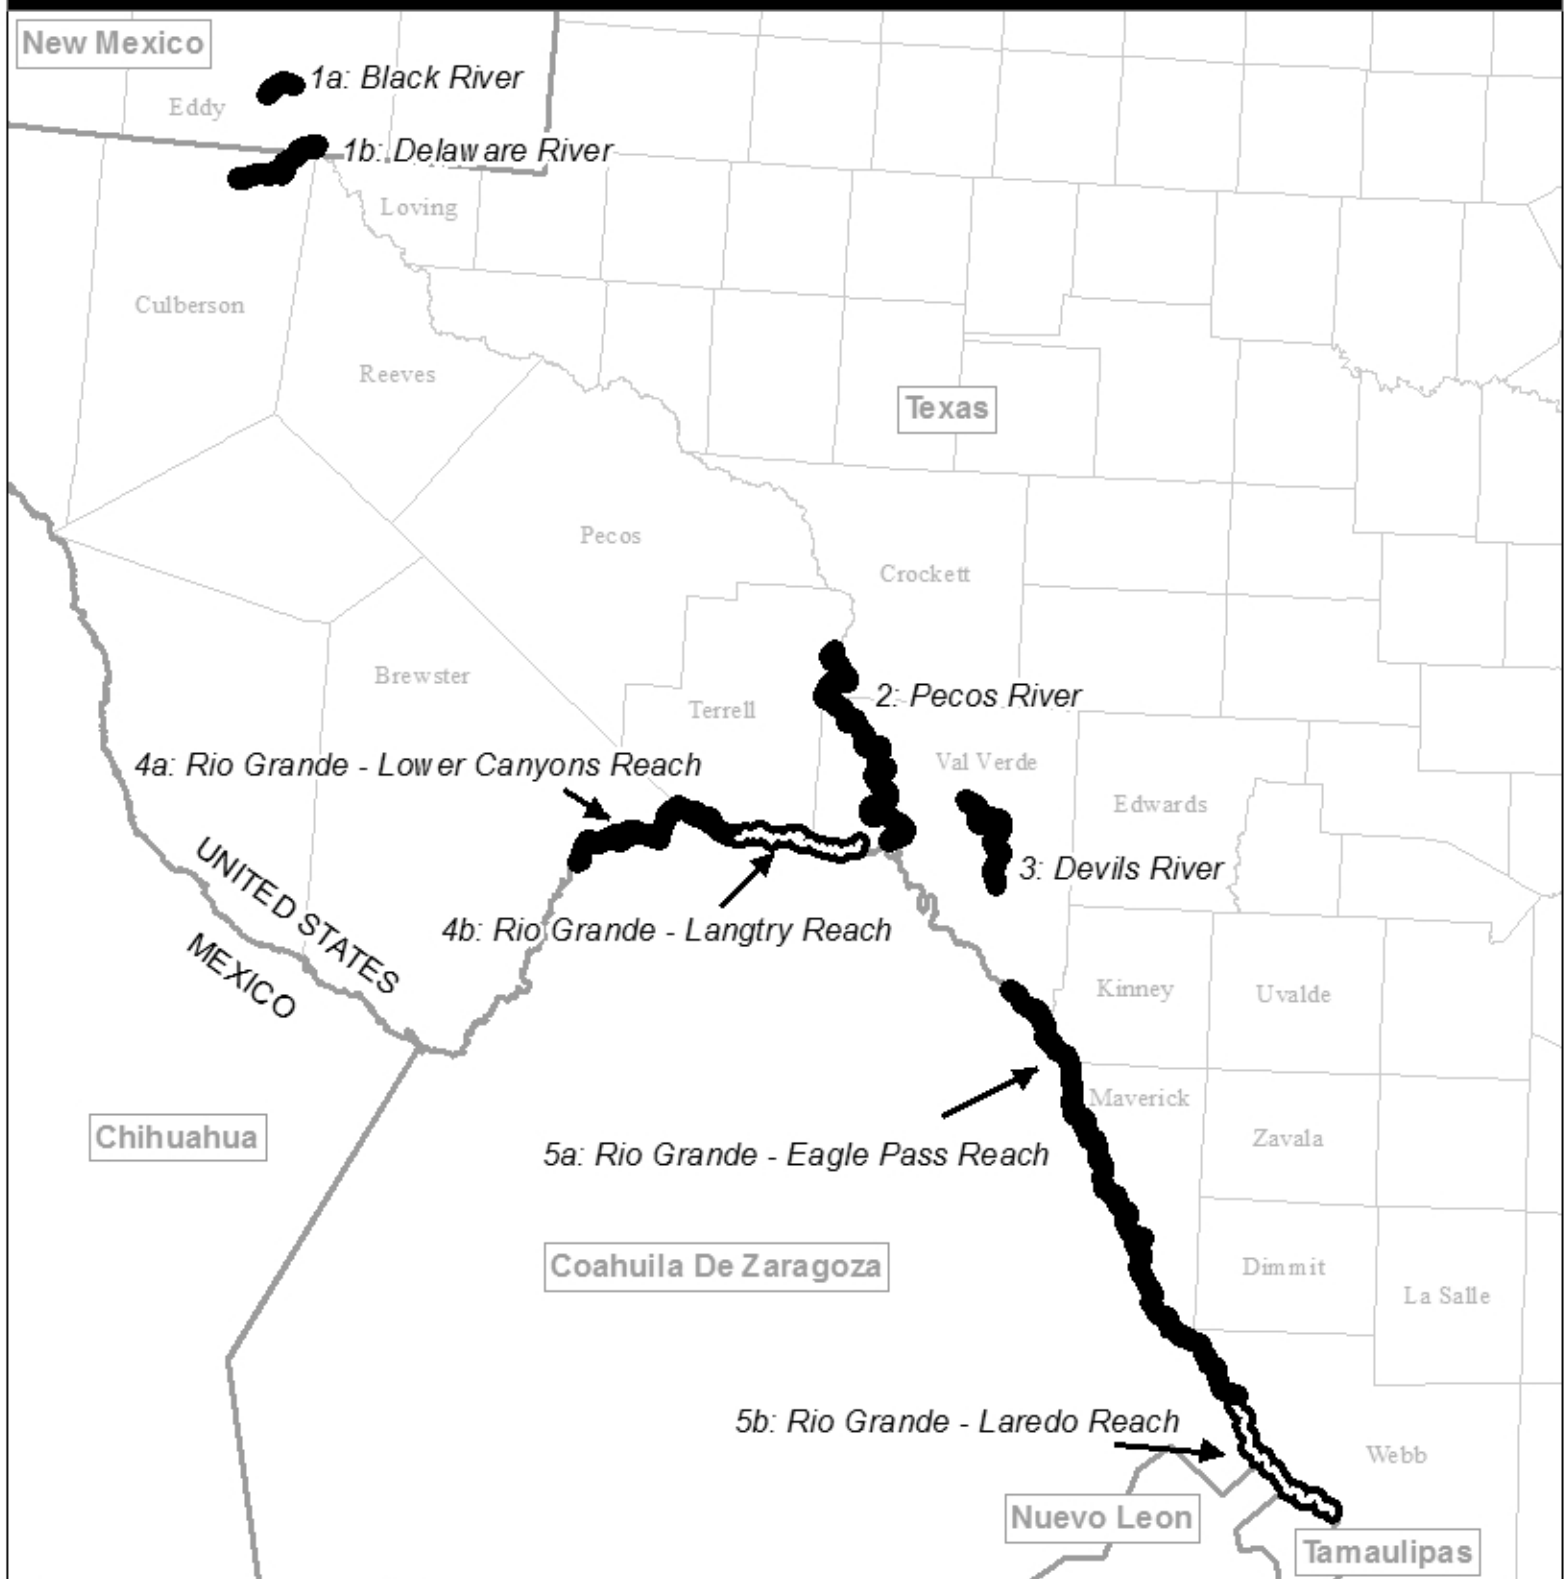 New Mexico
1a: Black River
Eddy
1b: Delaware River
Loving
Culberson
Reeves
Texas
Pecos
Crockett
Brewster
2: Pecos River
Terrell
4a: Rio Grande - Lower Canyons Reach
Val Verde
Edwards
3: Devils River
UNITED STATES
4b: Rio Grande - Langtry Reach
MEXICO
Kinney
Uvalde
Maverick
Chihuahua
Zavala
5a: Rio Grande - Eagle Pass Reach
Coahuila De Zaragoza
Dimmit
La Salle
5b: Rio Grande - Laredo Reach
Webb
Nuevo Leon
Tamaulipas